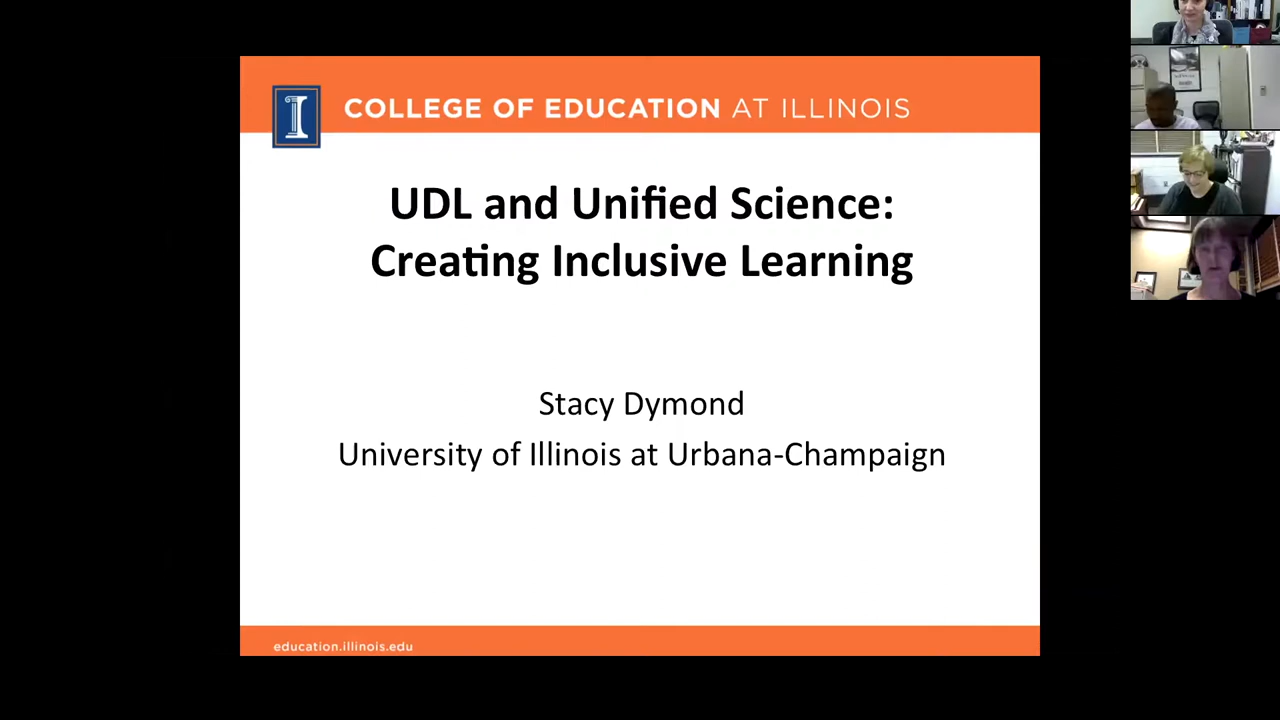 COLLEGE OF EDUCATION AT ILLINOIS
UDL and Unified Science:
Creating Inclusive Learning
Stacy Dymond
University of Illinois at Urbana-Champaign
education.illinois.edu